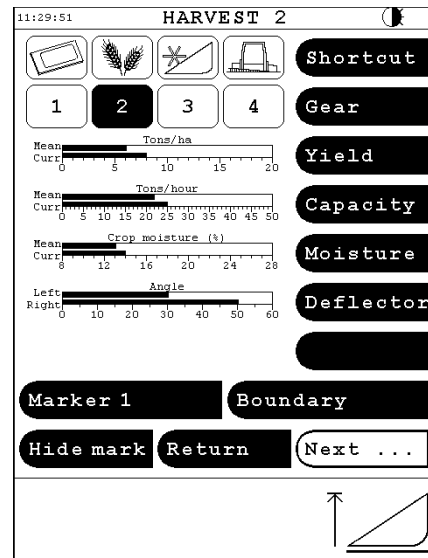 11:29:51 HARVEST 2
Shortcut
1 2 3 4
Gear
Tons/ha
Mean
Curr
0 5 10 15 20
Yield
Tons/hour
Mean
Curr
0 5 10 15 20 25 30 35 40 45 50
Capacity
Crop moisture (%)
Mean
Curr
8 12 16 20 24 28
Moisture
Angle
Left
Right
0 10 20 30 40 50 60
Deflector
Marker 1 Boundary
Hide mark Return Next ...